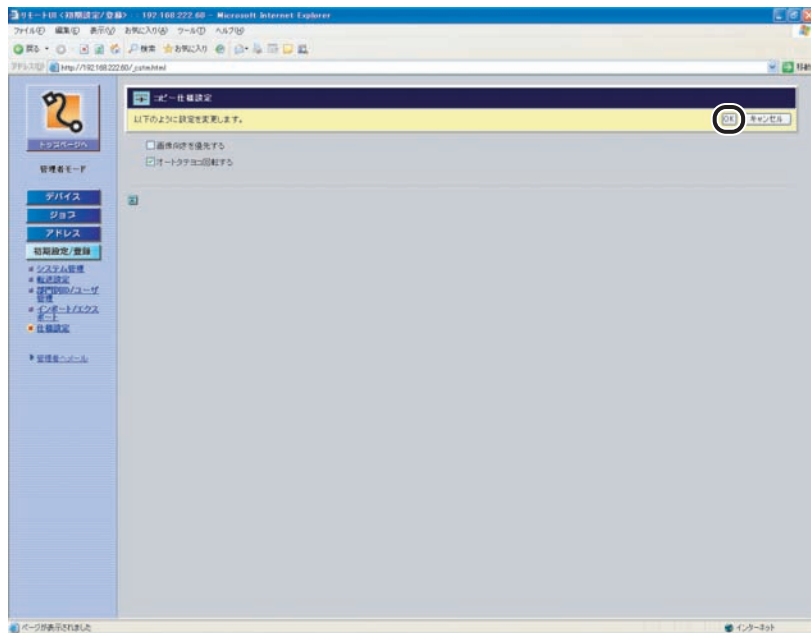 リモートUI <初期設定/登録> : 192.168.222.60 - Microsoft Internet Explorer
ファイル(F) 編集(E) 表示(V) お気に入り(A) ツール(T) ヘルプ(H)
戻る 検索 お気に入り
アドレス(D) http://192.168.222.60/_csitm.html 移動
コピー仕様設定
以下のように設定を変更します。 OK キャンセル
画像向きを優先する
オートタテヨコ回転する
トップページへ
管理者モード
デバイス
ジョブ
アドレス
初期設定/登録
システム管理
転送設定
部門別ID/ユーザ
管理
インポート/エクス
ポート
仕様設定
管理者へメール
ページが表示されました インターネット